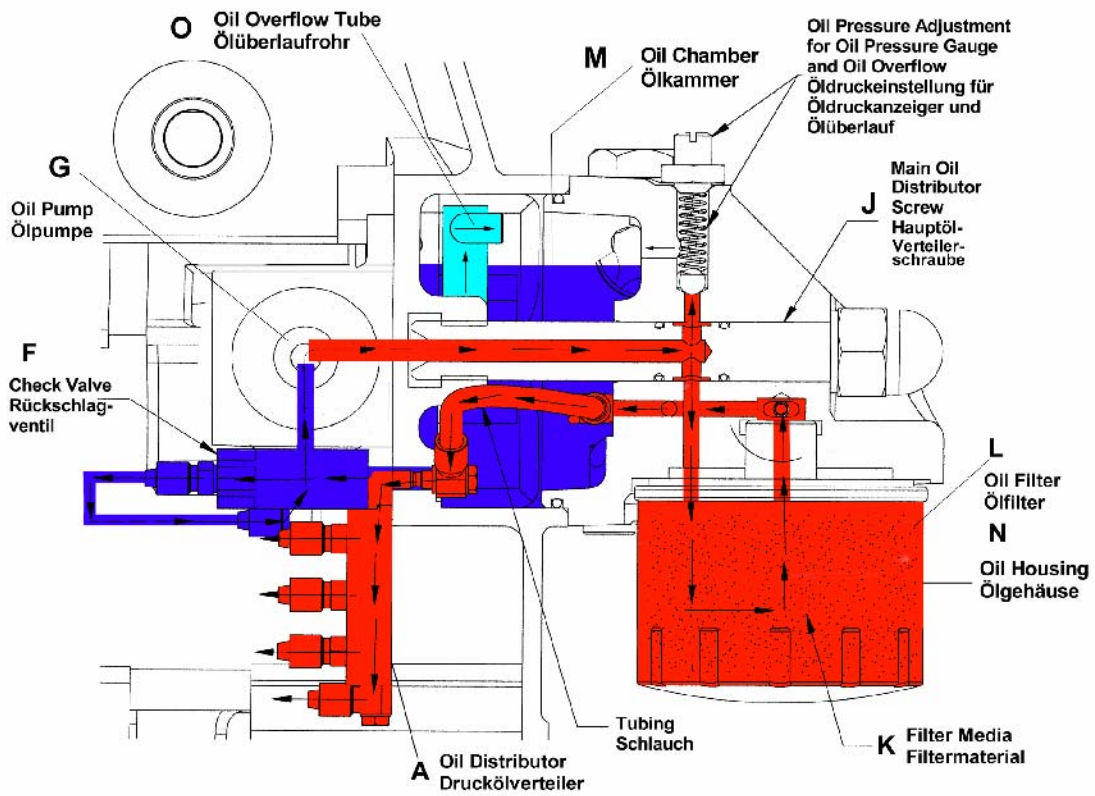 O
Oil Overflow Tube
Ölüberlaufrohr
M
Oil Chamber
Ölkammer
Oil Pressure Adjustment
for Oil Pressure Gauge
and Oil Overflow
Öldruckeinstellung für
Öldruckanzeiger und
Ölüberlauf
G
Oil Pump
Ölpumpe
J
Main Oil
Distributor
Screw
Hauptöl-
Verteiler-
schraube
F
Check Valve
Rückschlag-
ventil
L
Oil Filter
Ölfilter
N
Oil Housing
Ölgehäuse
Tubing
Schlauch
K
Filter Media
Filtermaterial
A
Oil Distributor
Druckölverteiler